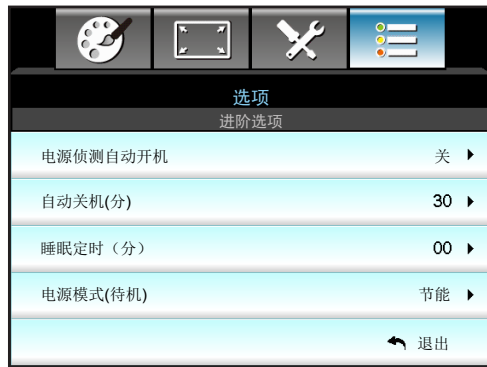 选项
进阶选项
电源侦测自动开机 关
自动关机(分) 30
睡眠定时（分） 00
电源模式(待机) 节能
退出